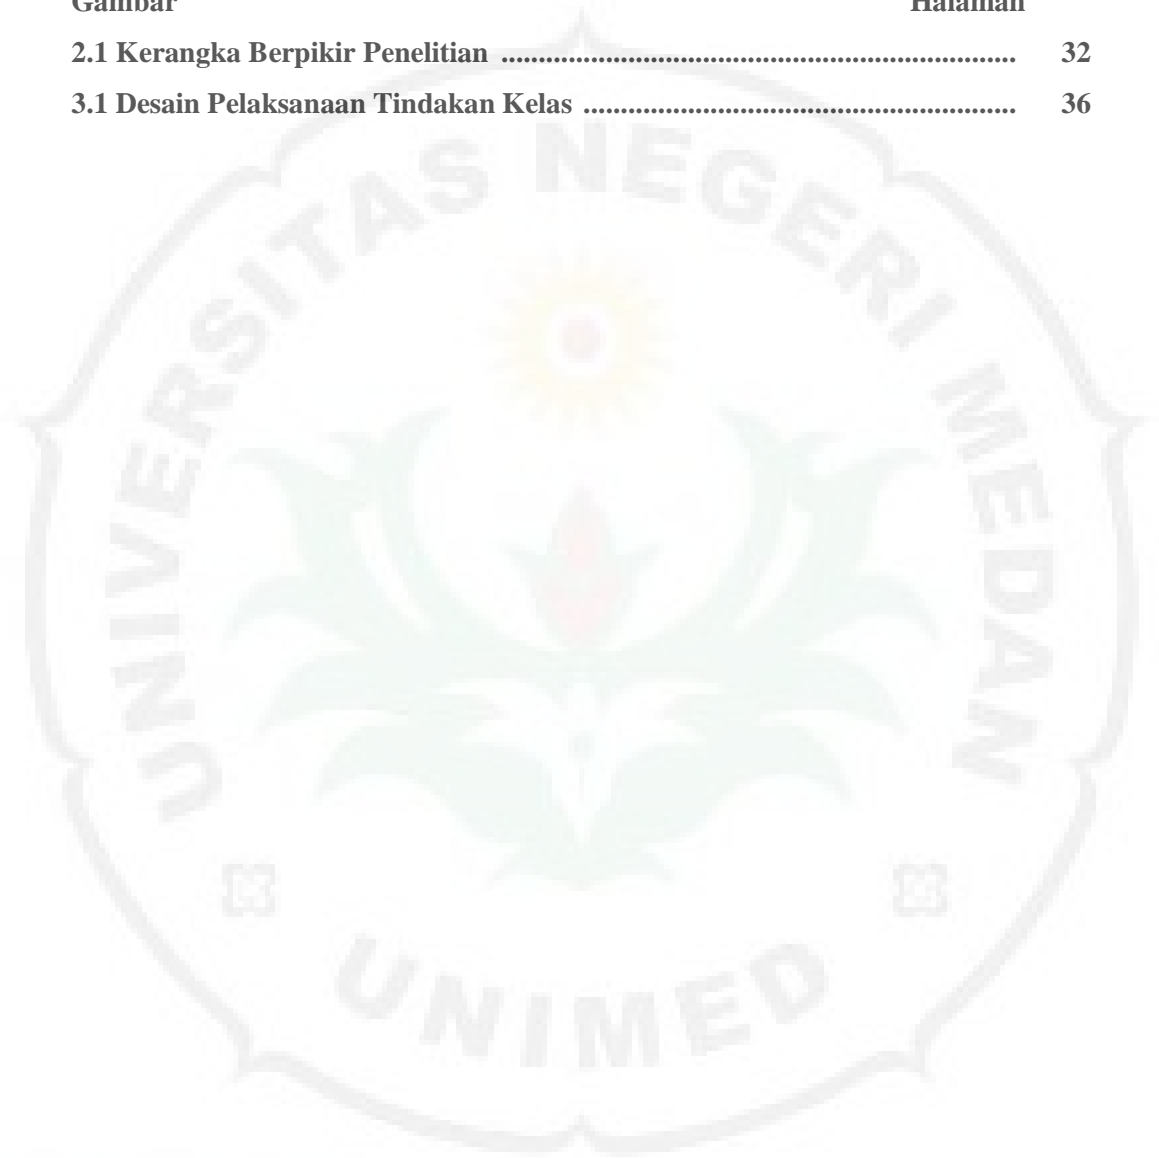 Gambar Halaman
2.1 Kerangka Berpikir Penelitian ...................................................................... 32
3.1 Desain Pelaksanaan Tindakan Kelas ........................................................... 36
UNIVERSITAS NEGERI MEDAN
UNIMED